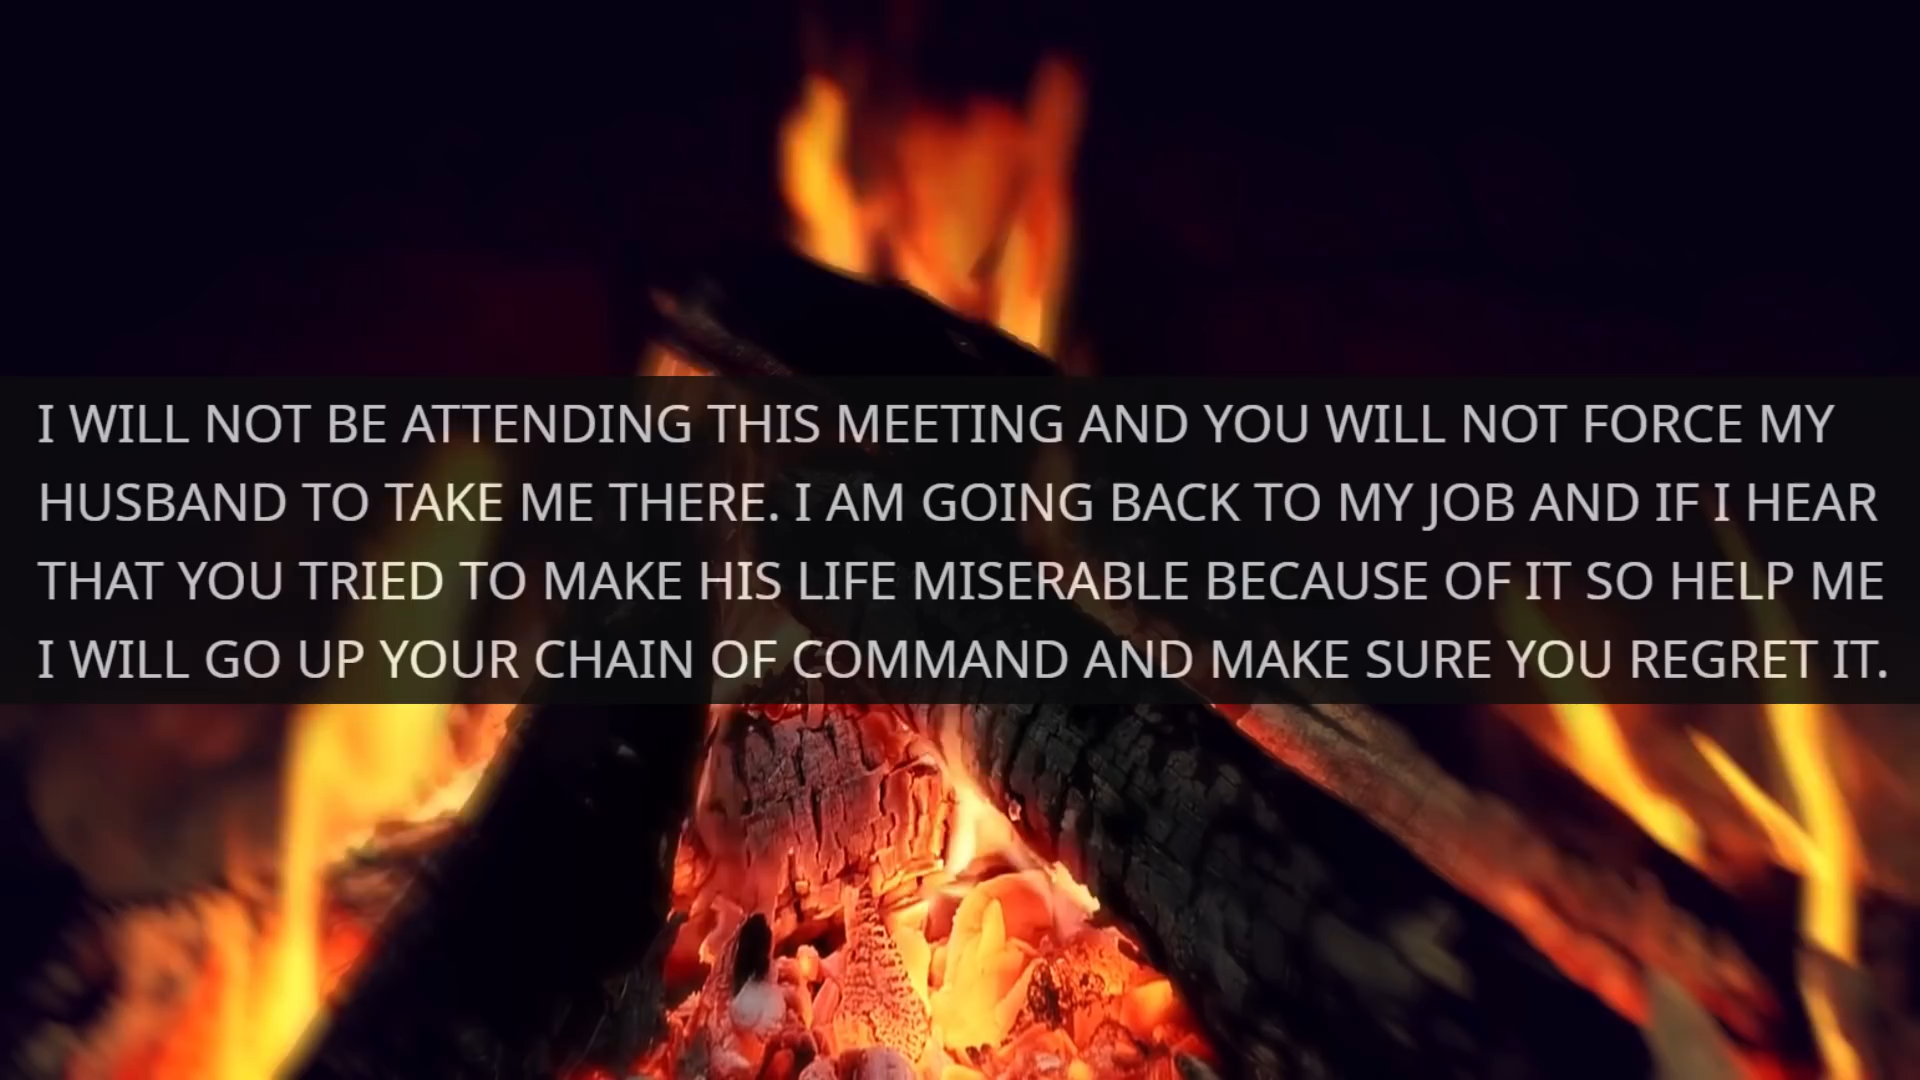 I WILL NOT BE ATTENDING THIS MEETING AND YOU WILL NOT FORCE MY
HUSBAND TO TAKE ME THERE. I AM GOING BACK TO MY JOB AND IF I HEAR
THAT YOU TRIED TO MAKE HIS LIFE MISERABLE BECAUSE OF IT SO HELP ME
I WILL GO UP YOUR CHAIN OF COMMAND AND MAKE SURE YOU REGRET IT.